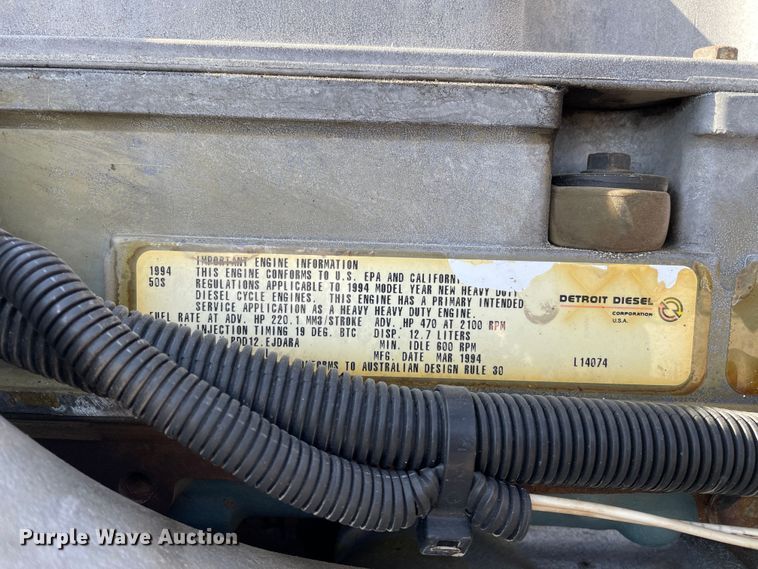 IMPORTANT ENGINE INFORMATION
1994 THIS ENGINE CONFORMS TO U.S. EPA AND CALIFORNI
50S REGULATIONS APPLICABLE TO 1994 MODEL YEAR NEW HEAVY DUTY
DIESEL CYCLE ENGINES. THIS ENGINE HAS A PRIMARY INTENDED
SERVICE APPLICATION AS A HEAVY HEAVY DUTY ENGINE.
FUEL RATE AT ADV. HP 220.1 MM3/STROKE ADV. HP 470 AT 2100 RPM
INJECTION TIMING 19 DEG. BTC DISP. 12.7 LITERS
RDD12.EJDARA MIN. IDLE 600 RPM
MFG. DATE MAR 1994
TO AUSTRALIAN DESIGN RULE 30
DETROIT DIESEL
CORPORATION
U.S.A.
L14074
Purple Wave Auction